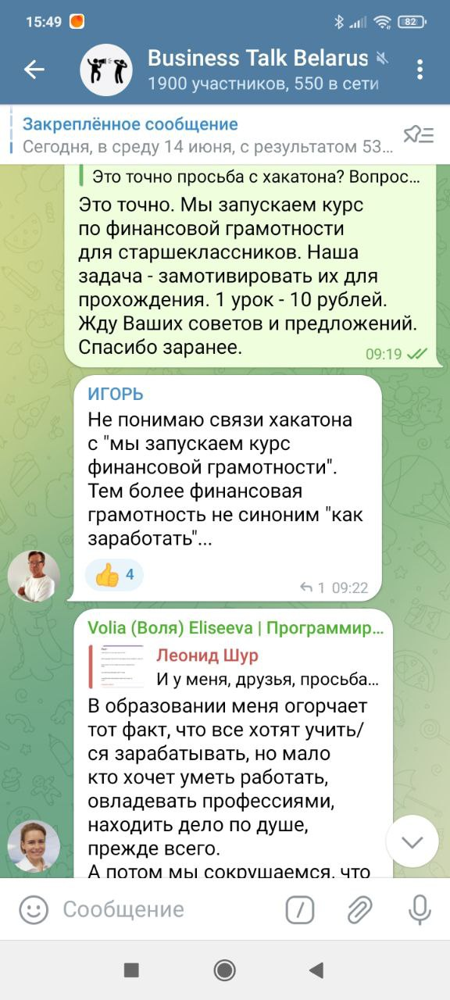 15:49
82
Business Talk Belarus
1900 участников, 550 в сети
Закреплённое сообщение
Сегодня, в среду 14 июня, с результатом 53...
Это точно просьба с хакатона? Вопрос...
Это точно. Мы запускаем курс
по финансовой грамотности
для старшеклассников. Наша
задача - замотивировать их для
прохождения. 1 урок - 10 рублей.
Жду Ваших советов и предложений.
Спасибо заранее.
09:19
ИГОРЬ
Не понимаю связи хакатона
с "мы запускаем курс
финансовой грамотности".
Тем более финансовая
грамотность не синоним "как
заработать"...
4
1 09:22
Volia (Воля) Eliseeva | Программир...
Леонид Шур
И у меня, друзья, просьба...
В образовании меня огорчает
тот факт, что все хотят учить/
ся зарабатывать, но мало
кто хочет уметь работать,
овладевать профессиями,
находить дело по душе,
прежде всего.
А потом мы сокрушаемся, что
Сообщение